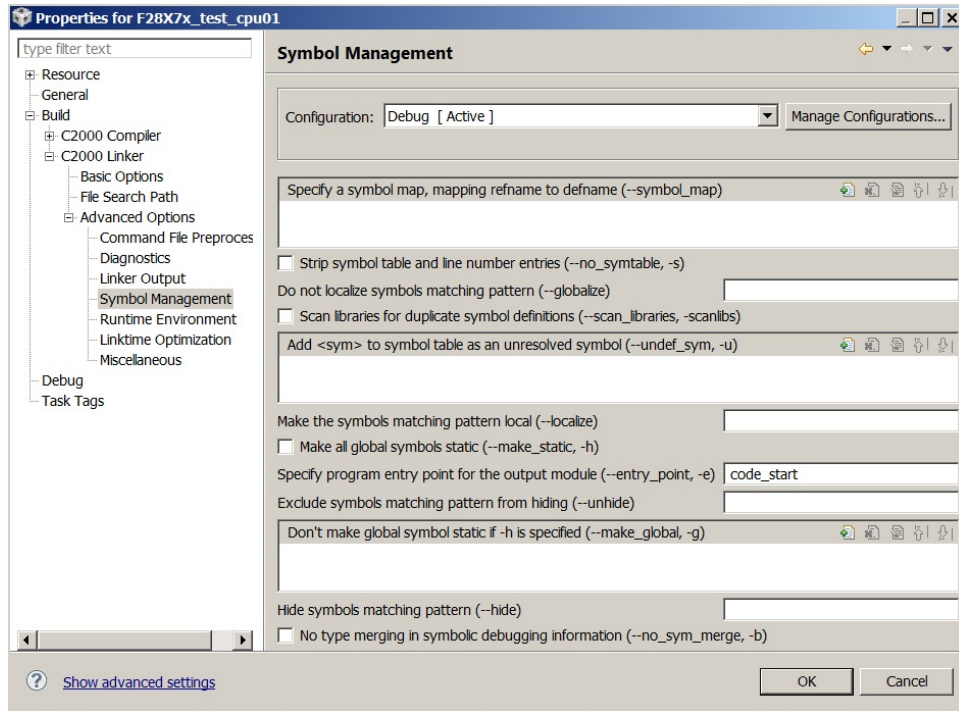 Properties for F28X7x_test_cpu01
type filter text
Resource
General
Build
C2000 Compiler
C2000 Linker
Basic Options
File Search Path
Advanced Options
Command File Preproces
Diagnostics
Linker Output
Symbol Management
Runtime Environment
Linktime Optimization
Miscellaneous
Debug
Task Tags
Symbol Management
Configuration: Debug [ Active ] Manage Configurations...
Specify a symbol map, mapping refname to defname (--symbol_map)
Strip symbol table and line number entries (--no_symtable, -s)
Do not localize symbols matching pattern (--globalize)
Scan libraries for duplicate symbol definitions (--scan_libraries, -scanlibs)
Add <sym> to symbol table as an unresolved symbol (--undef_sym, -u)
Make the symbols matching pattern local (--localize)
Make all global symbols static (--make_static, -h)
Specify program entry point for the output module (--entry_point, -e) code_start
Exclude symbols matching pattern from hiding (--unhide)
Don't make global symbol static if -h is specified (--make_global, -g)
Hide symbols matching pattern (--hide)
No type merging in symbolic debugging information (--no_sym_merge, -b)
? Show advanced settings
OK Cancel